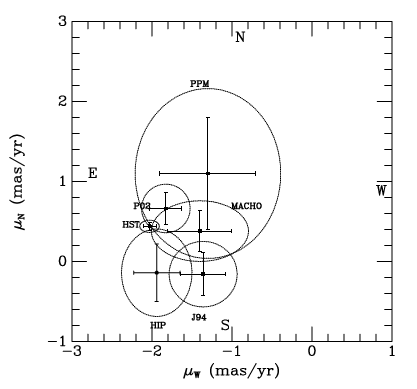 3
N
PPM
2
E
W
1
P02
MACHO
HST
0
HIP
J94
S
−1
−3
−2
−1
0
1
μN (mas/yr)
μW (mas/yr)